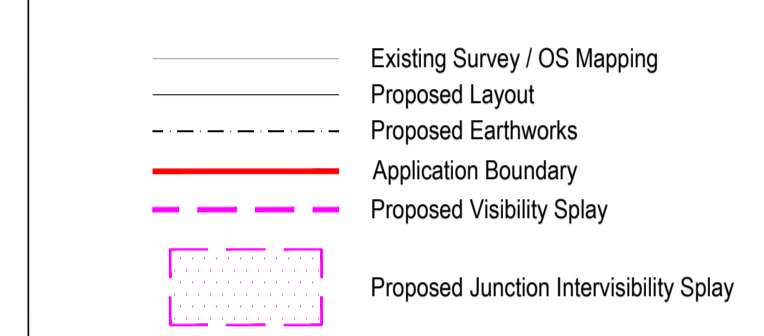 Existing Survey / OS Mapping
Proposed Layout
Proposed Earthworks
Application Boundary
Proposed Visibility Splay
Proposed Junction Intervisibility Splay